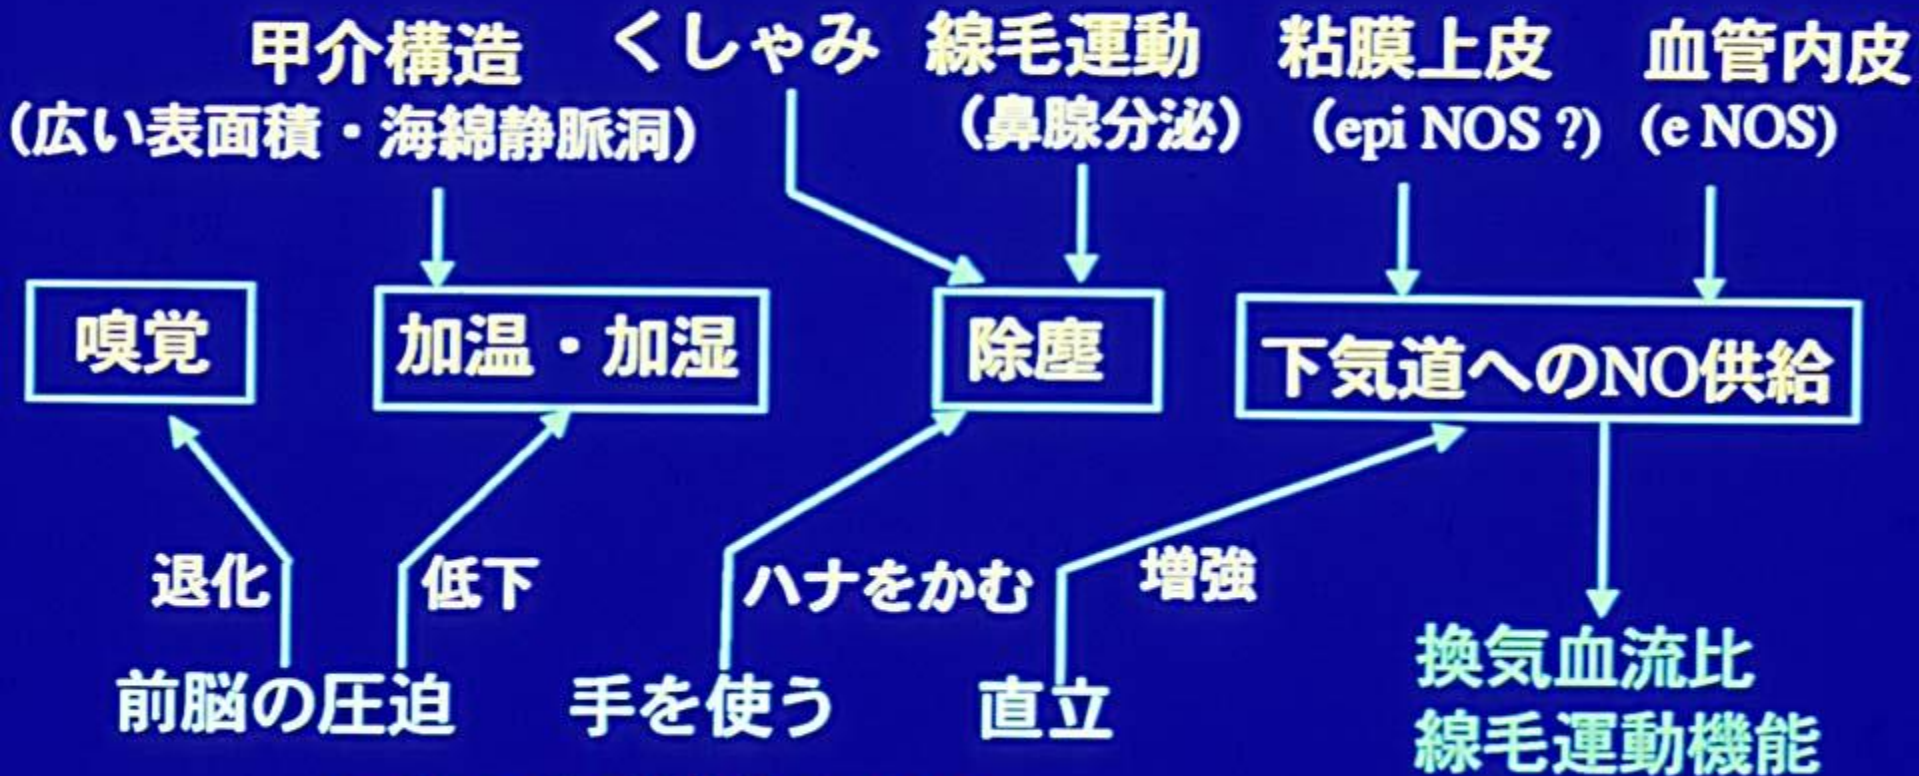 甲介構造 くしゃみ 線毛運動 粘膜上皮 血管内皮
（広い表面積・海綿静脈洞） （鼻腺分泌） (epi NOS ?) (e NOS)
嗅覚 加温・加湿 除塵 下気道へのNO供給
退化 低下 ハナをかむ 増強
前脳の圧迫 手を使う 直立 換気血流比
線毛運動機能